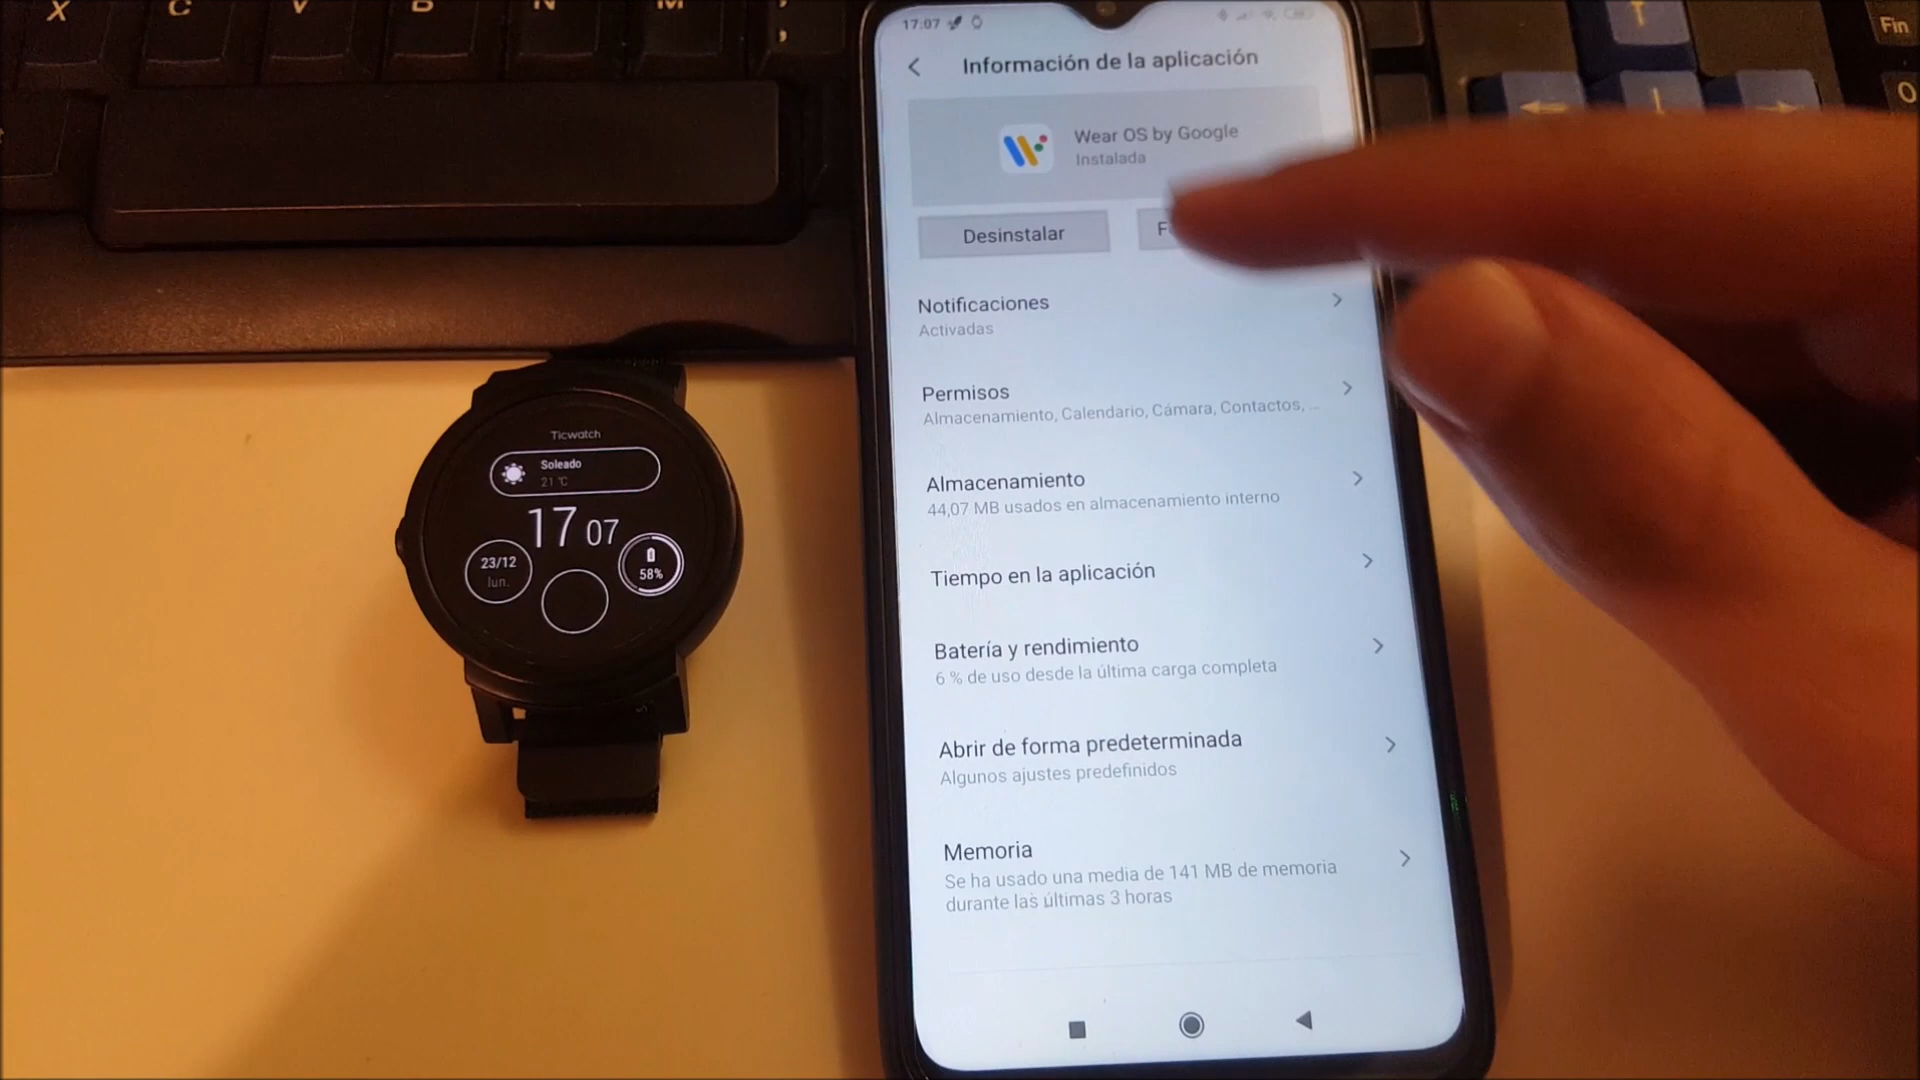 X
C
V
B
N
M
;
Fin
17:07
Información de la aplicación
Wear OS by Google
Instalada
Desinstalar
Notificaciones
Activadas
Permisos
Almacenamiento, Calendario, Cámara, Contactos, ...
Almacenamiento
44,07 MB usados en almacenamiento interno
Tiempo en la aplicación
Batería y rendimiento
6 % de uso desde la última carga completa
Abrir de forma predeterminada
Algunos ajustes predefinidos
Memoria
Se ha usado una media de 141 MB de memoria
durante las últimas 3 horas
Ticwatch
Soleado
21 °C
17 07
23/12
lun.
58%